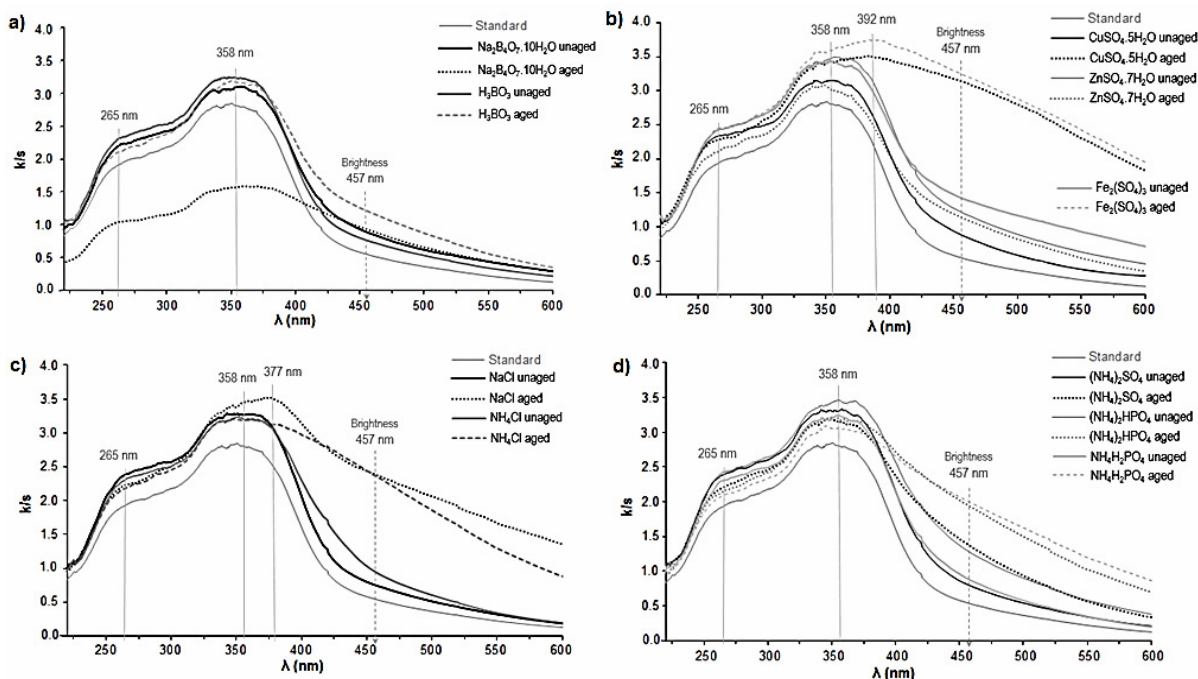 a)
Standard
Na₂B₄O₇.10H₂O unaged
Na₂B₄O₇.10H₂O aged
H₃BO₃ unaged
H₃BO₃ aged
358 nm
265 nm
Brightness
457 nm
k/s
4.0
3.5
3.0
2.5
2.0
1.5
1.0
0.5
0.0
250 300 350 400 450 500 550 600
λ (nm)
b)
Standard
CuSO₄.5H₂O unaged
CuSO₄.5H₂O aged
ZnSO₄.7H₂O unaged
ZnSO₄.7H₂O aged
Fe₂(SO₄)₃ unaged
Fe₂(SO₄)₃ aged
392 nm
358 nm
265 nm
Brightness
457 nm
k/s
4.0
3.5
3.0
2.5
2.0
1.5
1.0
0.5
0.0
250 300 350 400 450 500 550 600
λ (nm)
c)
Standard
NaCl unaged
NaCl aged
NH₄Cl unaged
NH₄Cl aged
358 nm
377 nm
265 nm
Brightness
457 nm
k/s
4.0
3.5
3.0
2.5
2.0
1.5
1.0
0.5
0.0
250 300 350 400 450 500 550 600
λ (nm)
d)
Standard
(NH₄)₂SO₄ unaged
(NH₄)₂SO₄ aged
(NH₄)₂HPO₄ unaged
(NH₄)₂HPO₄ aged
NH₄H₂PO₄ unaged
NH₄H₂PO₄ aged
358 nm
265 nm
Brightness
457 nm
k/s
4.0
3.5
3.0
2.5
2.0
1.5
1.0
0.5
0.0
250 300 350 400 450 500 550 600
λ (nm)